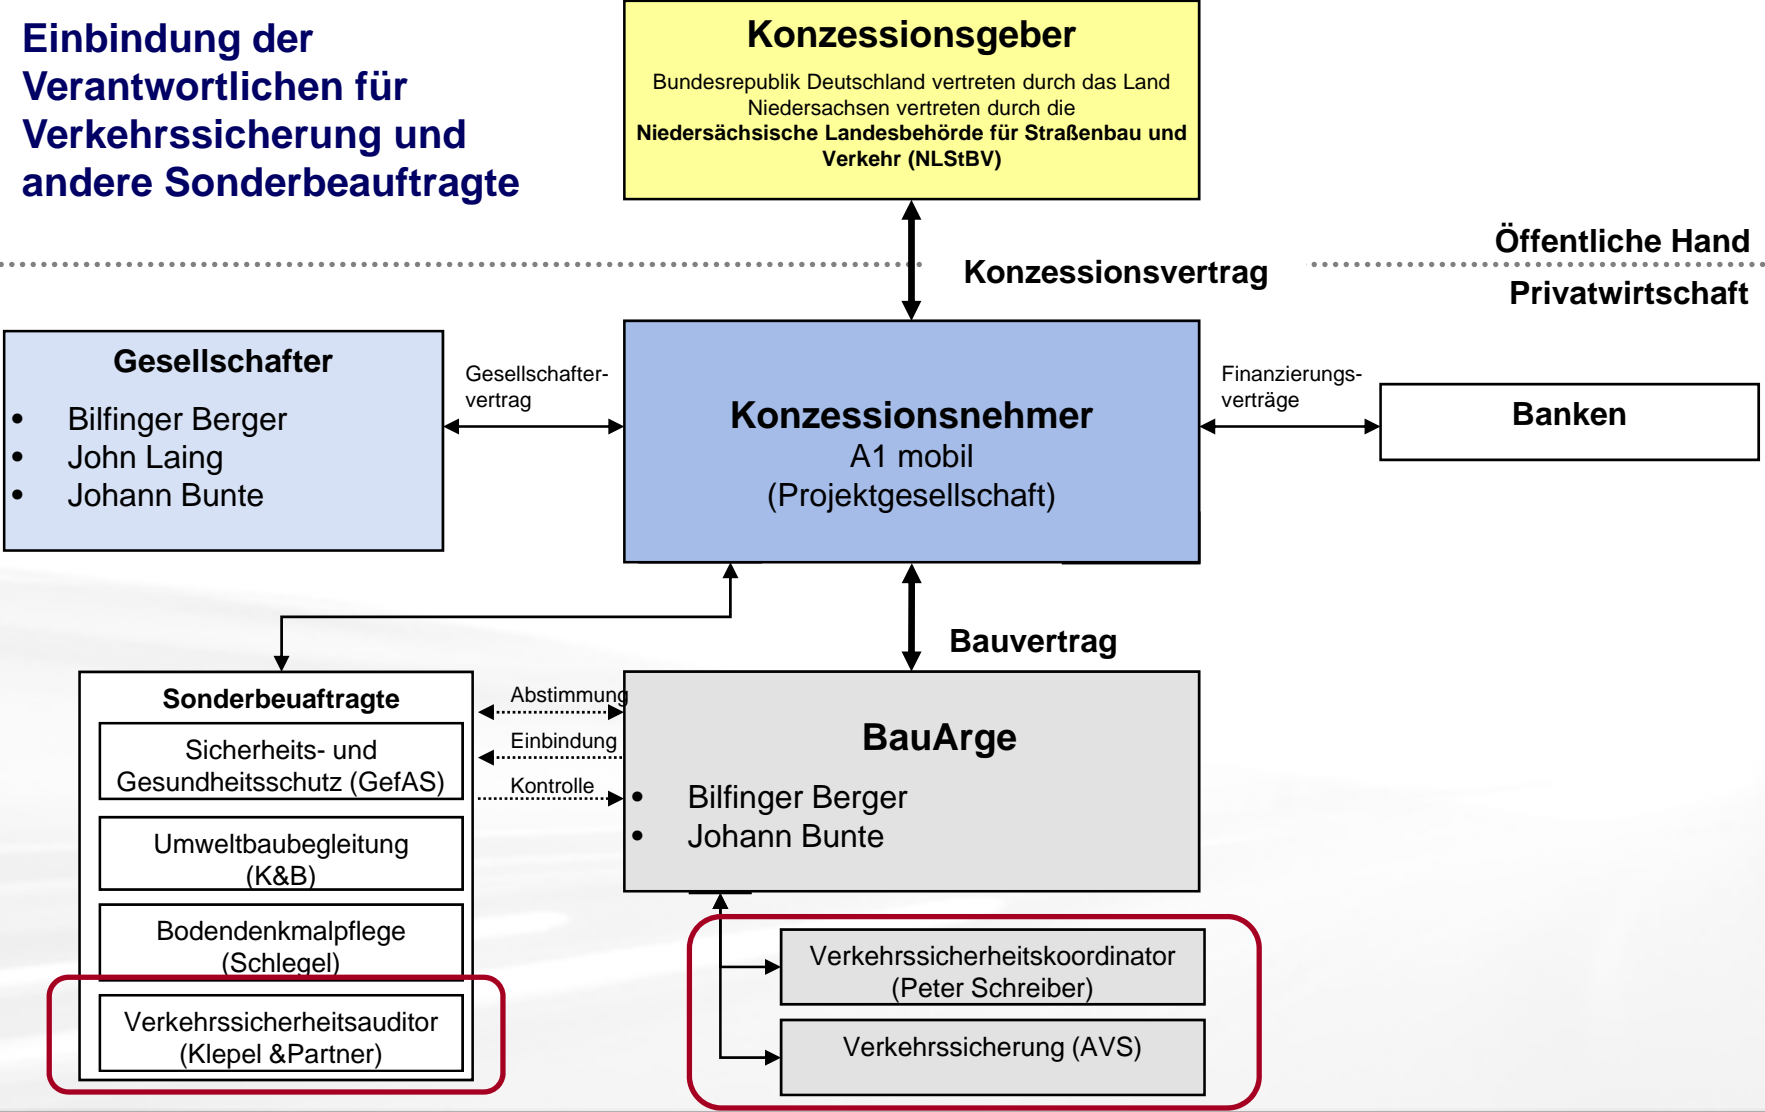 Einbindung der
Verantwortlichen für
Verkehrssicherung und
andere Sonderbeauftragte
Konzessionsgeber
Bundesrepublik Deutschland vertreten durch das Land
Niedersachsen vertreten durch die
Niedersächsische Landesbehörde für Straßenbau und
Verkehr (NLStBV)
Öffentliche Hand
Konzessionsvertrag
Privatwirtschaft
Gesellschafter
• Bilfinger Berger
• John Laing
• Johann Bunte
Gesellschafter-
vertrag
Konzessionsnehmer
A1 mobil
(Projektgesellschaft)
Finanzierungs-
verträge
Banken
Bauvertrag
Sonderbeuaftragte
Sicherheits- und
Gesundheitsschutz (GefAS)
Umweltbaubegleitung
(K&B)
Bodendenkmalpflege
(Schlegel)
Verkehrssicherheitsauditor
(Klepel &Partner)
Abstimmung
Einbindung
Kontrolle
BauArge
• Bilfinger Berger
• Johann Bunte
Verkehrssicherheitskoordinator
(Peter Schreiber)
Verkehrssicherung (AVS)